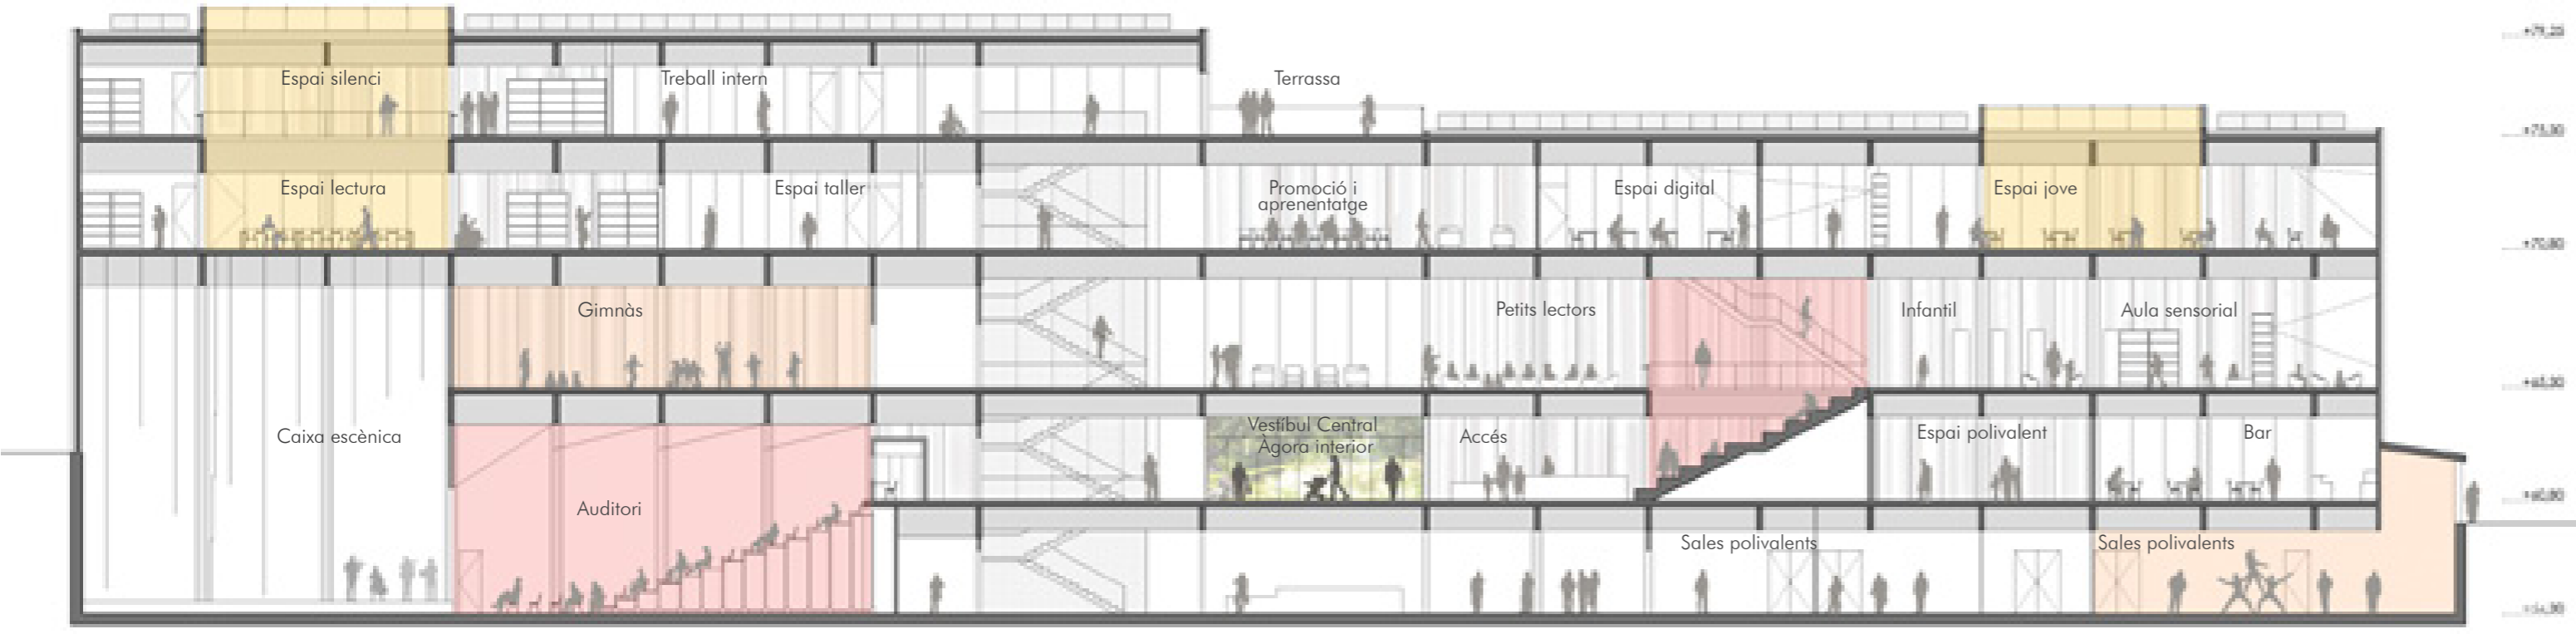 Espai silenci
Treball intern
Terrassa
Espai lectura
Espai taller
Promoció i
aprenentatge
Espai digital
Espai jove
Gimnàs
Petits lectors
Infantil
Aula sensorial
Caixa escènica
Vestíbul Central
Àgora interior
Accés
Espai polivalent
Bar
Auditori
Sales polivalents
Sales polivalents